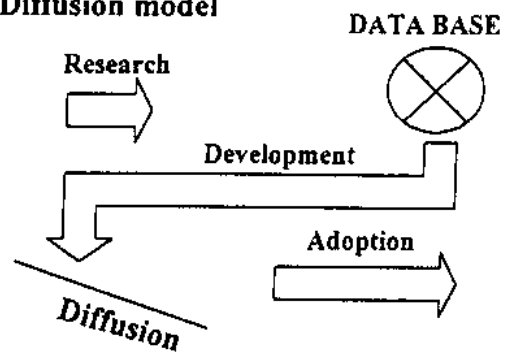 Diffusion model
DATA BASE
Research
Development
Adoption
Diffusion